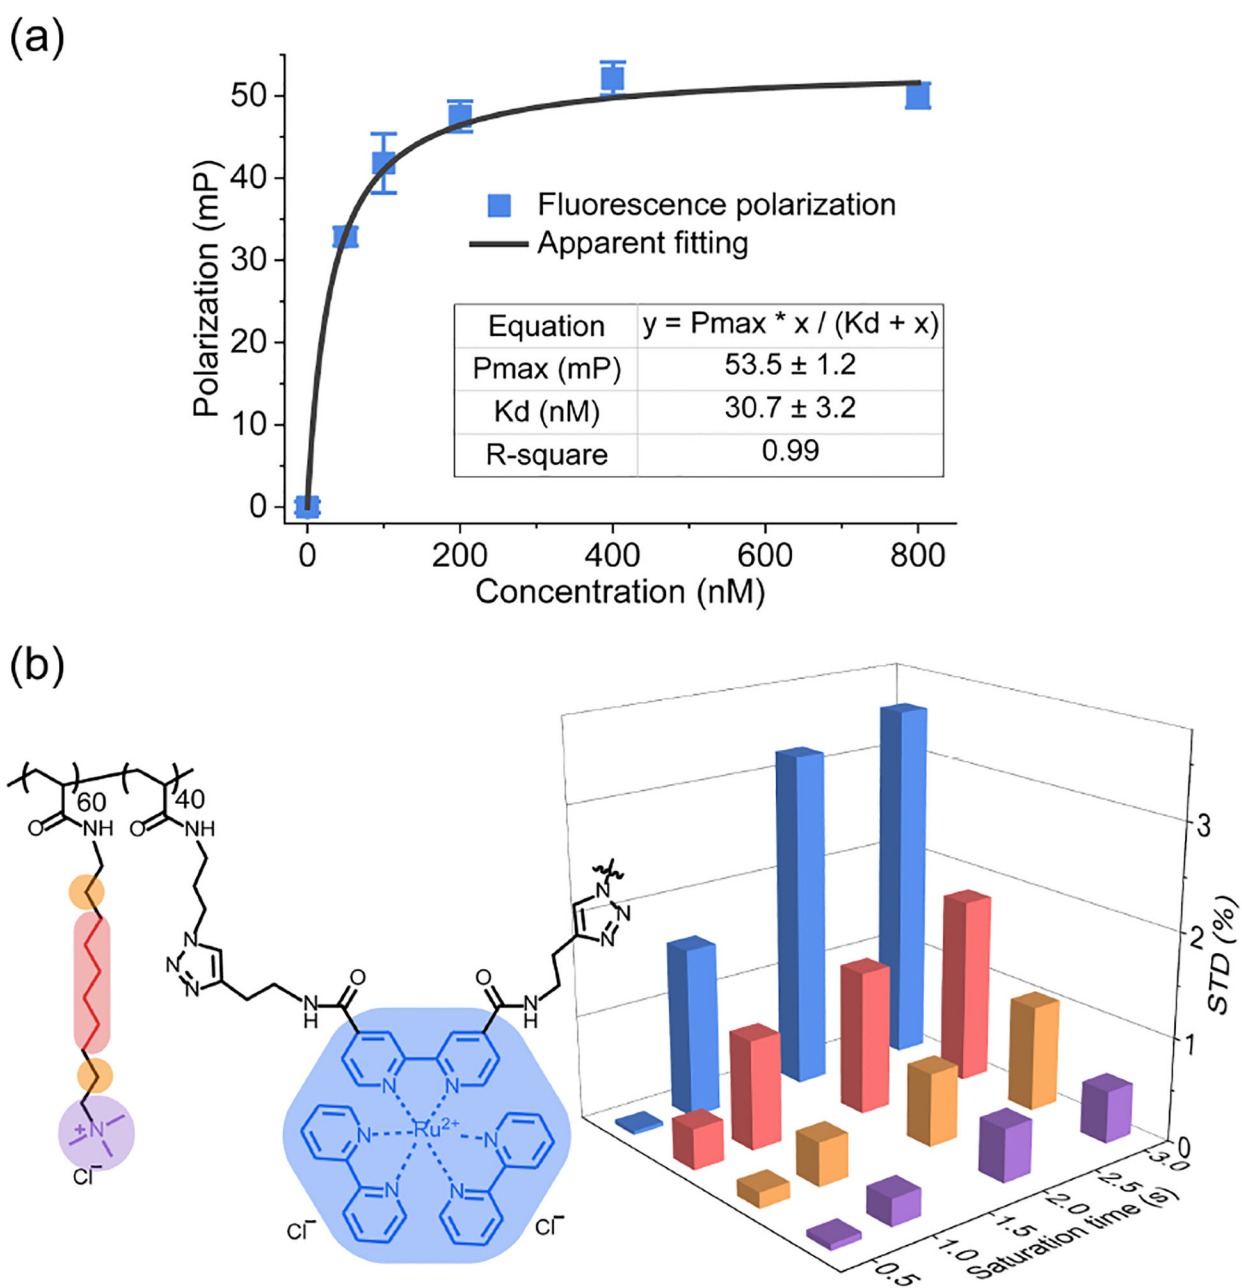 (a)
50
40
30
20
10
0
Polarization (mP)
Fluorescence polarization
Apparent fitting
Equation y = Pmax * x / (Kd + x)
Pmax (mP) 53.5 ± 1.2
Kd (nM) 30.7 ± 3.2
R-square 0.99
0 200 400 600 800
Concentration (nM)
(b)
60 40
O NH O NH
N
N
N
N
N
N
O O
N
H
N
H
N N
Ru2+
N N
N N
Cl−
Cl−
+
N
Cl−
3
2
1
0
STD (%)
0.5 1.0 1.5 2.0 2.5 3.0
Saturation time (s)